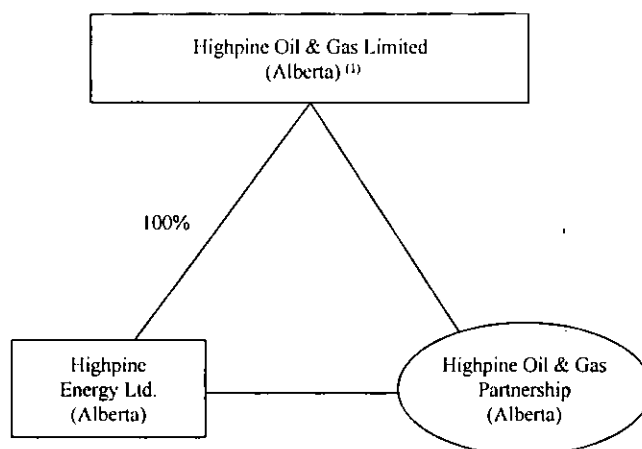 Highpine Oil & Gas Limited
(Alberta) (1)
100%
Highpine
Energy Ltd.
(Alberta)
Highpine Oil & Gas
Partnership
(Alberta)